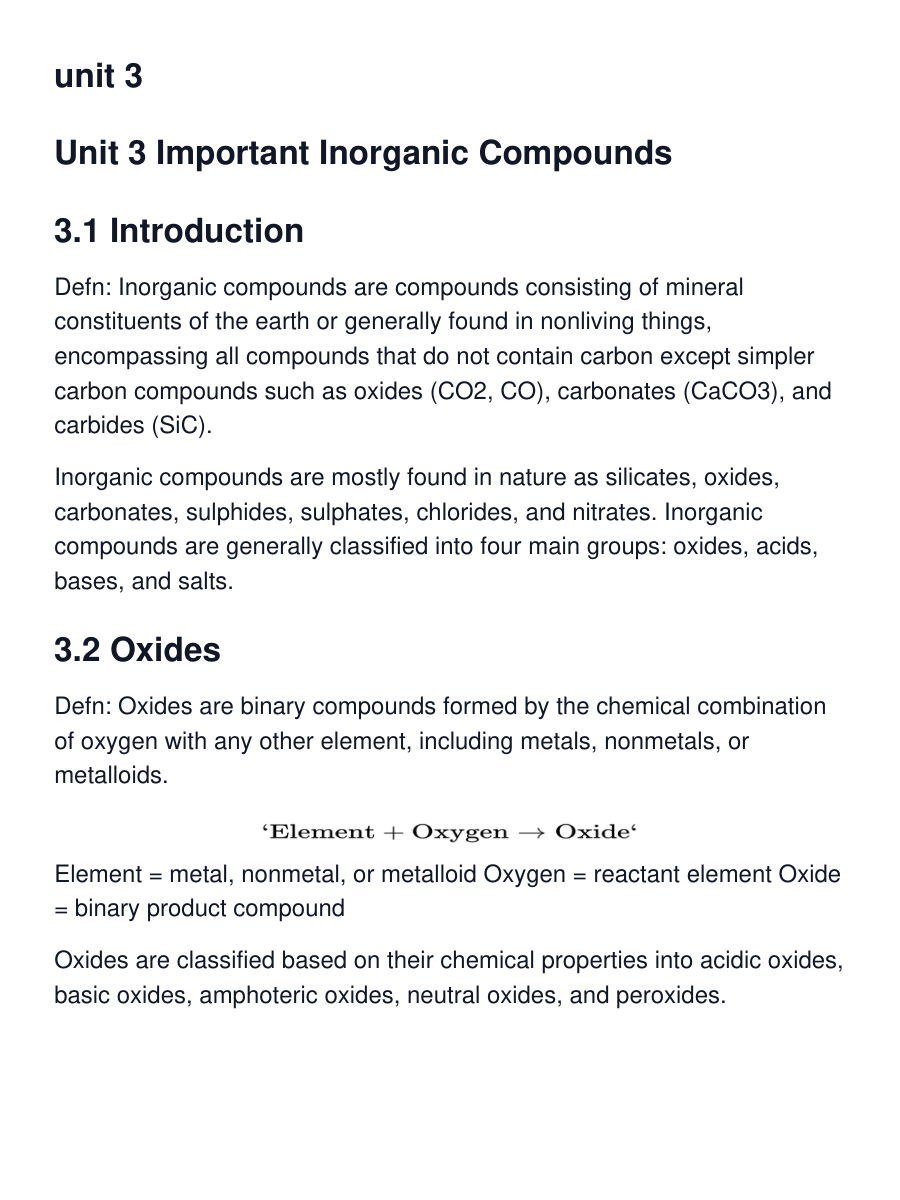 unit 3
Unit 3 Important Inorganic Compounds
3.1 Introduction
Defn: Inorganic compounds are compounds consisting of mineral
constituents of the earth or generally found in nonliving things,
encompassing all compounds that do not contain carbon except simpler
carbon compounds such as oxides (CO2, CO), carbonates (CaCO3), and
carbides (SiC).
Inorganic compounds are mostly found in nature as silicates, oxides,
carbonates, sulphides, sulphates, chlorides, and nitrates. Inorganic
compounds are generally classified into four main groups: oxides, acids,
bases, and salts.
3.2 Oxides
Defn: Oxides are binary compounds formed by the chemical combination
of oxygen with any other element, including metals, nonmetals, or
metalloids.
‘Element + Oxygen → Oxide‘
Element = metal, nonmetal, or metalloid Oxygen = reactant element Oxide
= binary product compound
Oxides are classified based on their chemical properties into acidic oxides,
basic oxides, amphoteric oxides, neutral oxides, and peroxides.